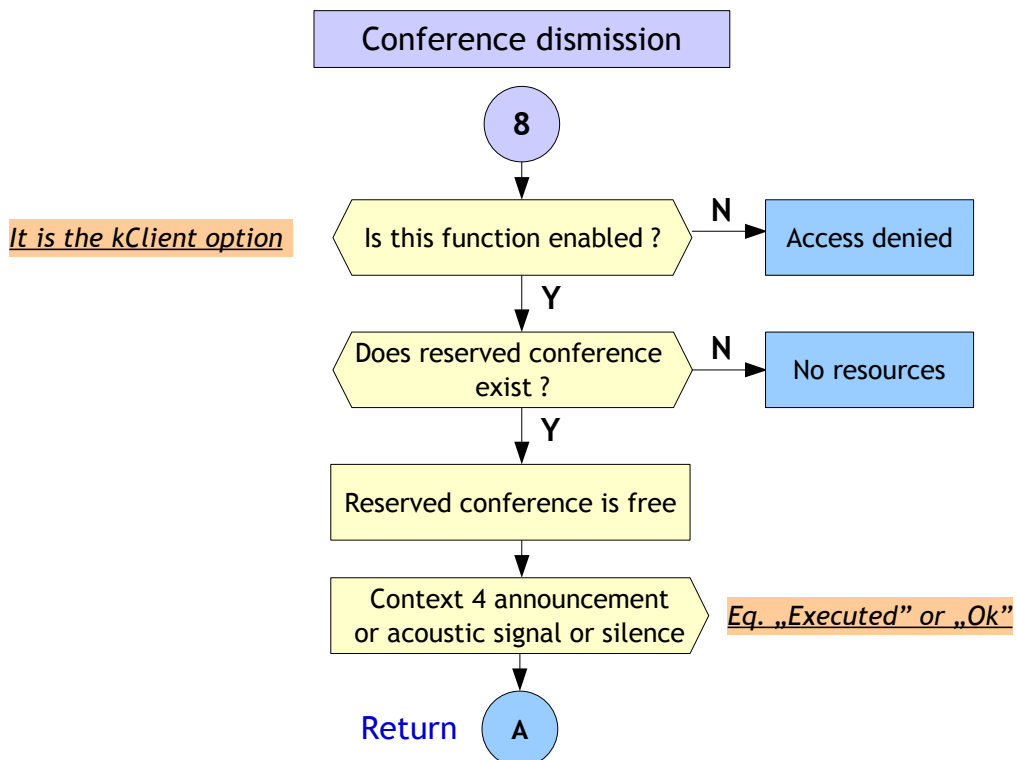 Conference dismission
8
It is the kClient option
Is this function enabled ?
N
Access denied
Y
Does reserved conference
exist ?
N
No resources
Y
Reserved conference is free
Context 4 announcement
or acoustic signal or silence
Eq. „Executed” or „Ok”
Return
A